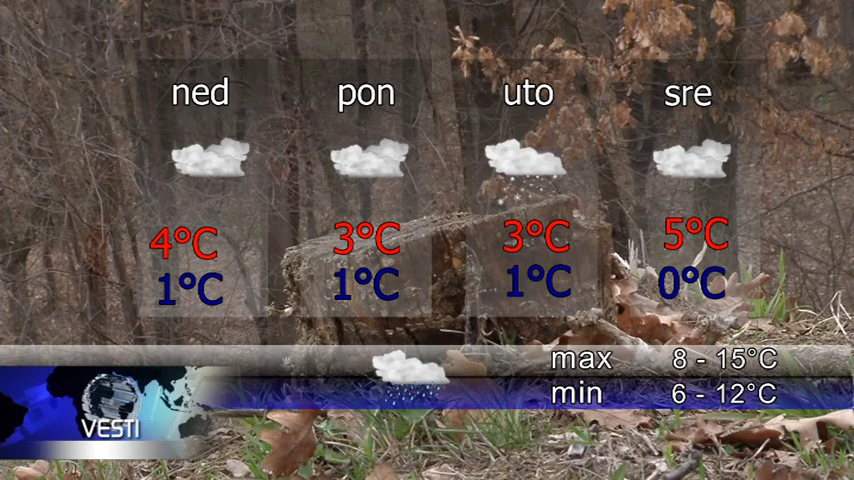 ned pon uto sre
4°C 3°C 3°C 5°C
1°C 1°C 1°C 0°C
max 8 - 15°C
min 6 - 12°C
VESTI